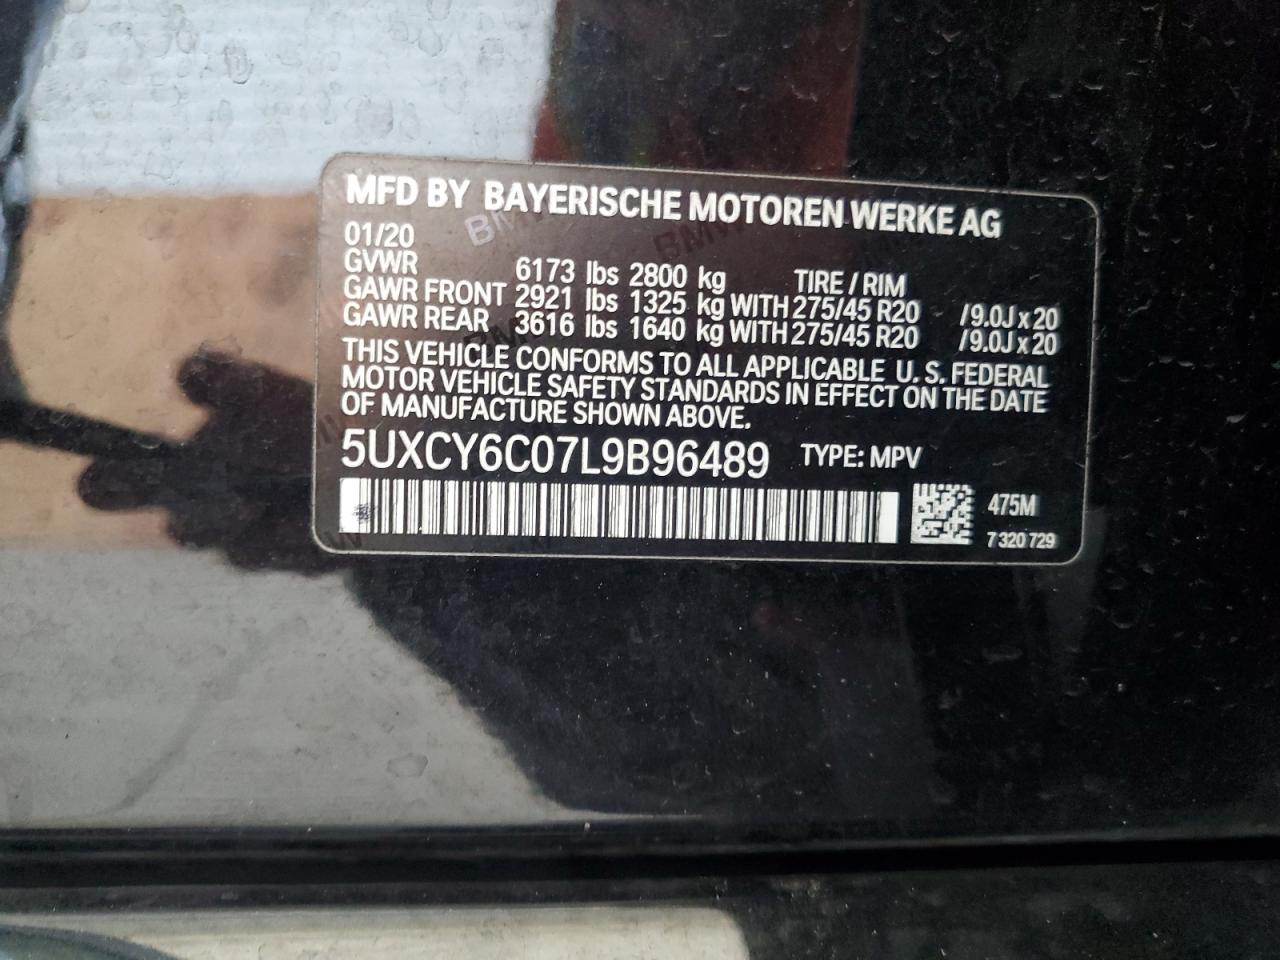 MFD BY BAYERISCHE MOTOREN WERKE AG
01/20
GVWR 6173 lbs 2800 kg TIRE / RIM
GAWR FRONT 2921 lbs 1325 kg WITH 275/45 R20 /9.0J x 20
GAWR REAR 3616 lbs 1640 kg WITH 275/45 R20 /9.0J x 20
THIS VEHICLE CONFORMS TO ALL APPLICABLE U.S. FEDERAL
MOTOR VEHICLE SAFETY STANDARDS IN EFFECT ON THE DATE
OF MANUFACTURE SHOWN ABOVE.
5UXCY6C07L9B96489 TYPE: MPV
475M
7 320 729